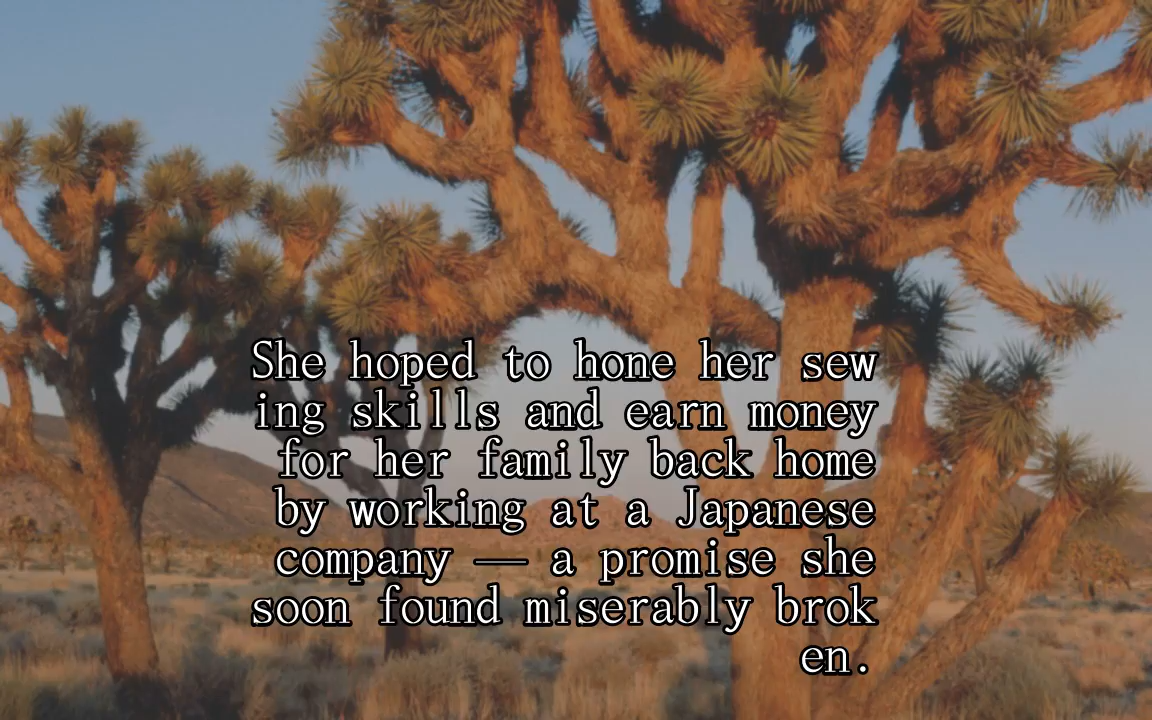 She hoped to hone her sew
ing skills and earn money
for her family back home
by working at a Japanese
company — a promise she
soon found miserably brok
en.